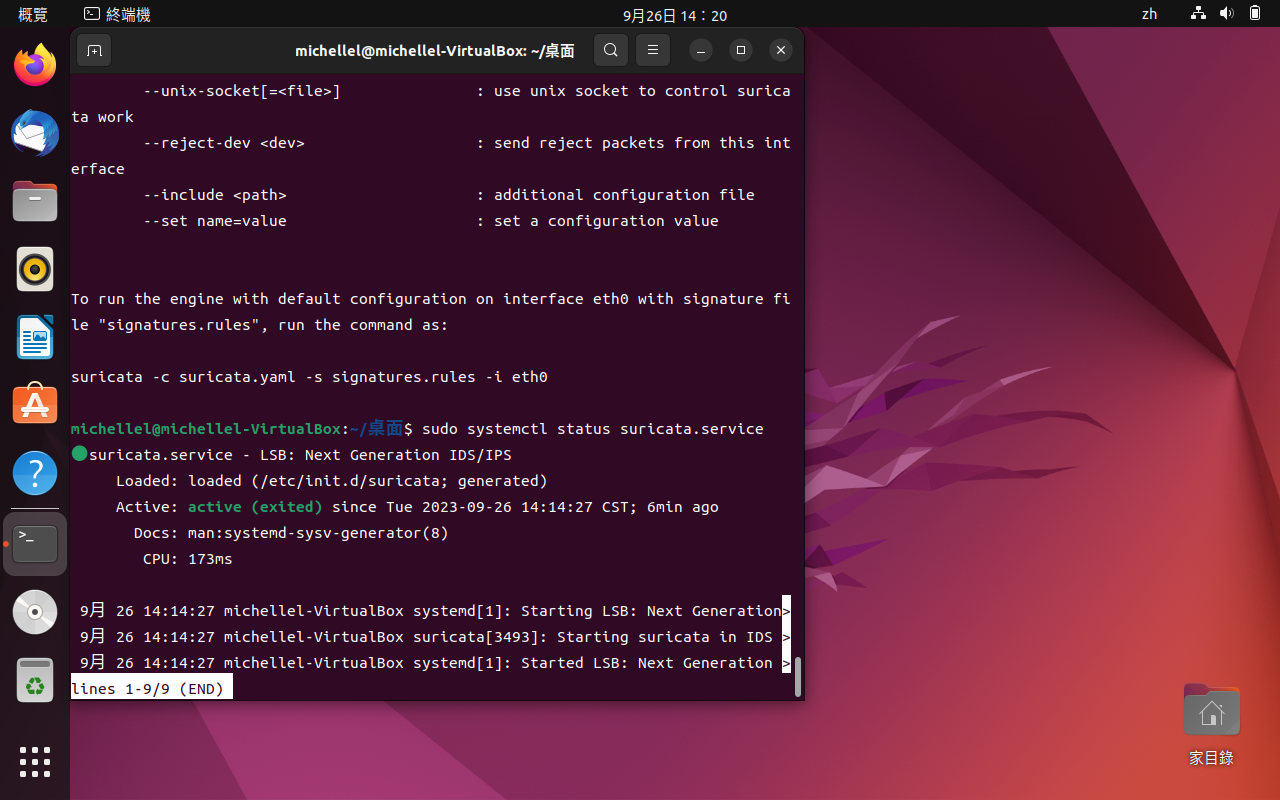 概覽
終端機
9月26日 14：20
zh
michellel@michellel-VirtualBox: ~/桌面
--unix-socket[=<file>] : use unix socket to control surica
ta work
--reject-dev <dev> : send reject packets from this int
erface
--include <path> : additional configuration file
--set name=value : set a configuration value
To run the engine with default configuration on interface eth0 with signature fi
le "signatures.rules", run the command as:
suricata -c suricata.yaml -s signatures.rules -i eth0
michellel@michellel-VirtualBox:~/桌面$ sudo systemctl status suricata.service
●suricata.service - LSB: Next Generation IDS/IPS
Loaded: loaded (/etc/init.d/suricata; generated)
Active: active (exited) since Tue 2023-09-26 14:14:27 CST; 6min ago
Docs: man:systemd-sysv-generator(8)
CPU: 173ms
9月 26 14:14:27 michellel-VirtualBox systemd[1]: Starting LSB: Next Generation>
9月 26 14:14:27 michellel-VirtualBox suricata[3493]: Starting suricata in IDS >
9月 26 14:14:27 michellel-VirtualBox systemd[1]: Started LSB: Next Generation >
lines 1-9/9 (END)
家目錄